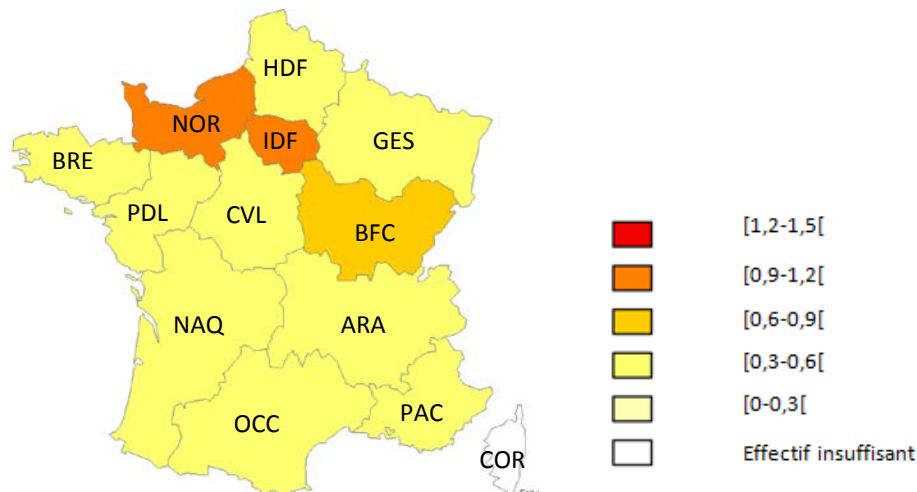 HDF
NOR
IDF
GES
BRE
PDL
CVL
BFC
NAQ
ARA
OCC
PAC
COR
[1,2-1,5[
[0,9-1,2[
[0,6-0,9[
[0,3-0,6[
[0-0,3[
Effectif insuffisant